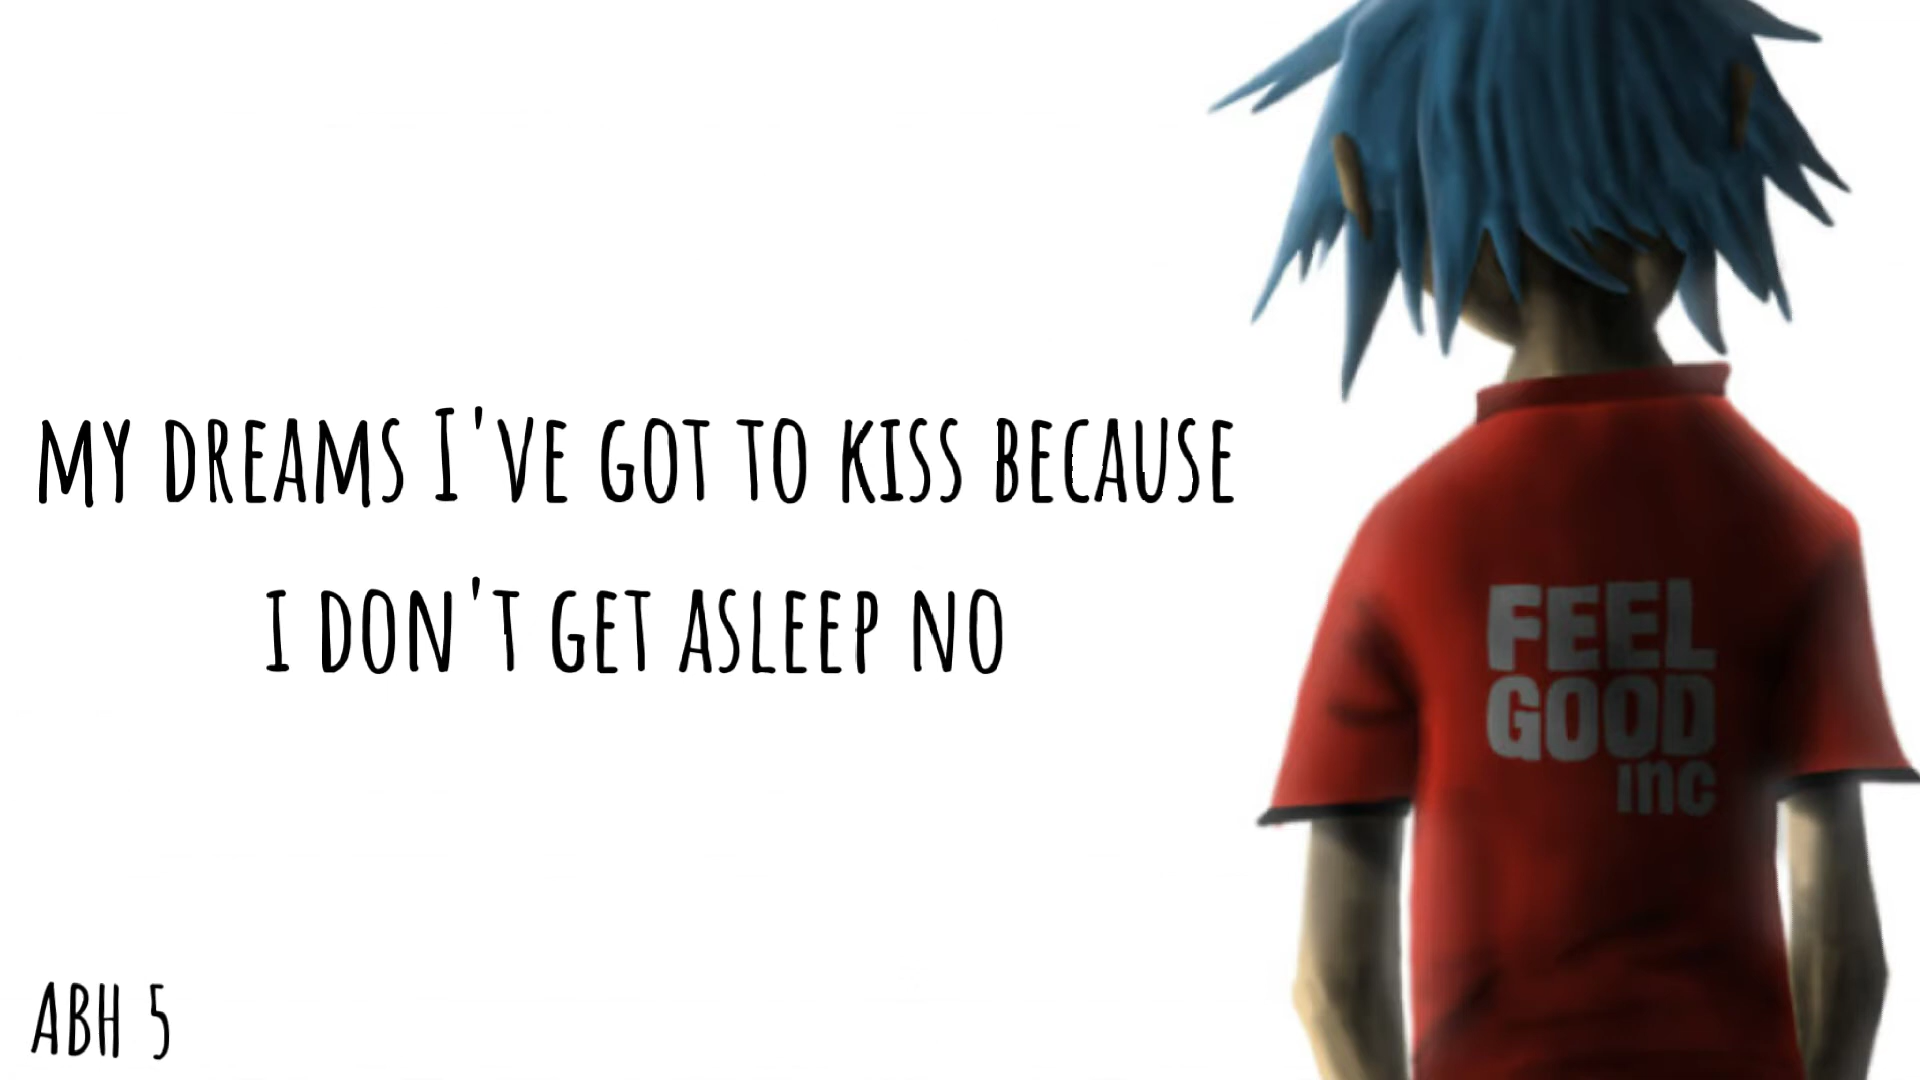 MY DREAMS I'VE GOT TO KISS BECAUSE
I DON'T GET ASLEEP NO
FEEL
GOOD
inc
ABH 5